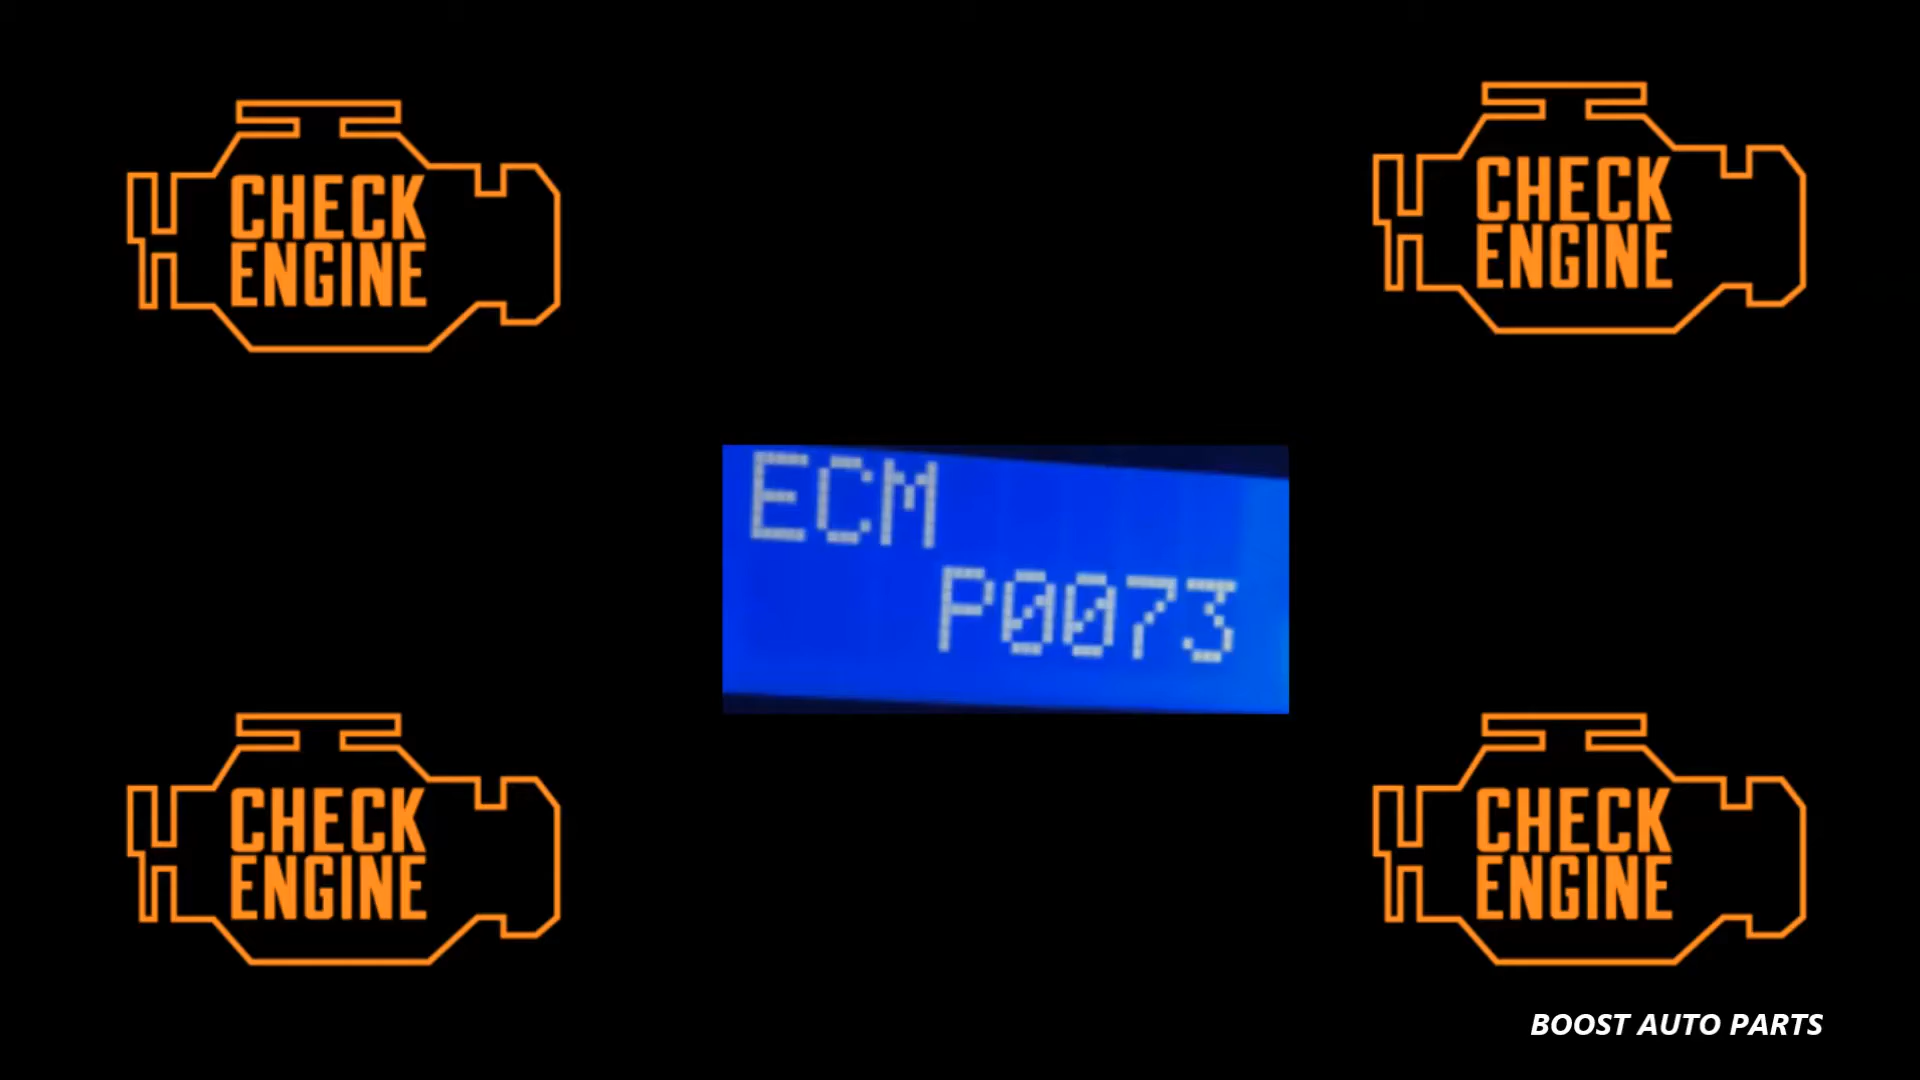 CHECK
ENGINE
CHECK
ENGINE
ECM
P0073
CHECK
ENGINE
CHECK
ENGINE
BOOST AUTO PARTS